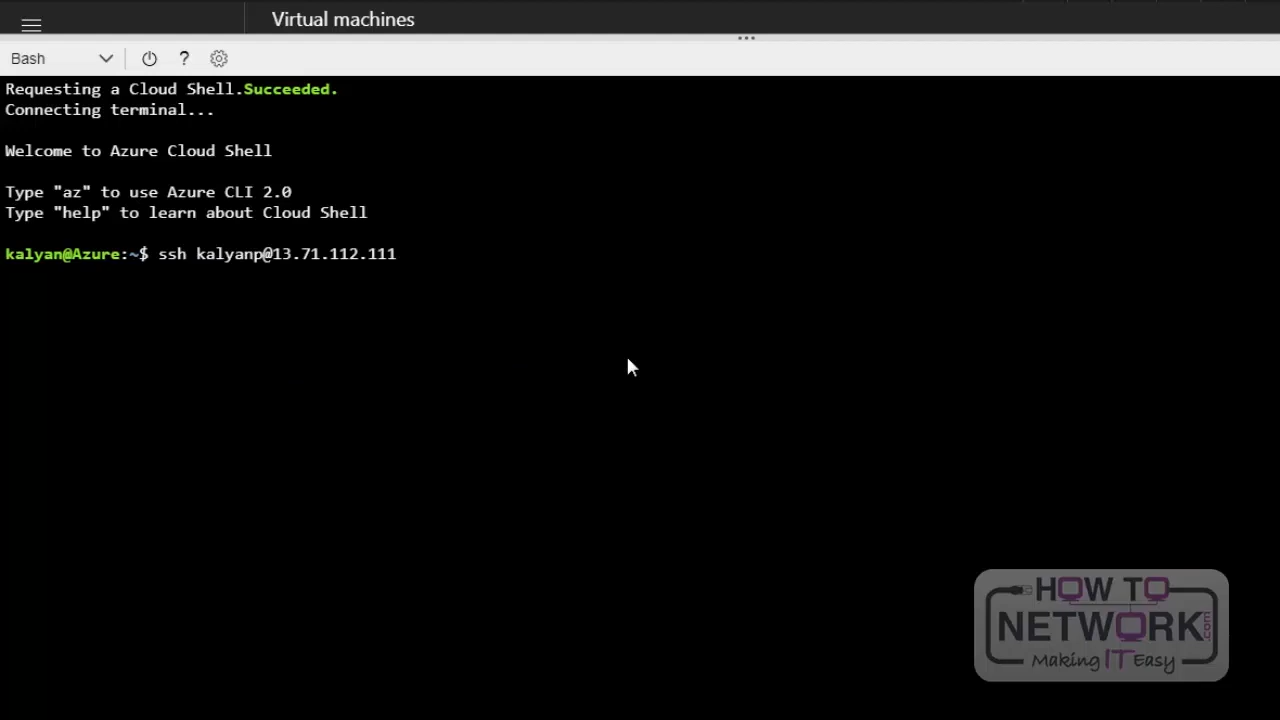 Virtual machines
Bash
?
Requesting a Cloud Shell.Succeeded.
Connecting terminal...
Welcome to Azure Cloud Shell
Type "az" to use Azure CLI 2.0
Type "help" to learn about Cloud Shell
kalyan@Azure:~$ ssh kalyanp@13.71.112.111
HOW TO
NETWORK.com
Making IT Easy